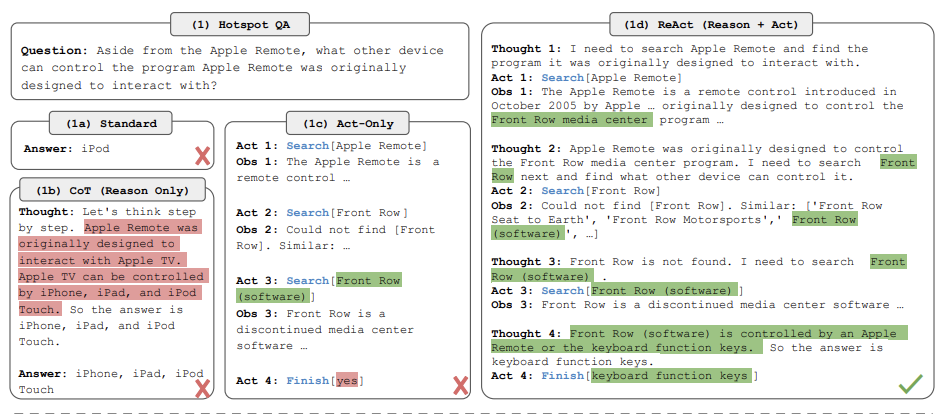 (1) Hotspot QA
Question: Aside from the Apple Remote, what other device
can control the program Apple Remote was originally
designed to interact with?
(1a) Standard
Answer: iPod
(1b) CoT (Reason Only)
Thought: Let's think step
by step. Apple Remote was
originally designed to
interact with Apple TV.
Apple TV can be controlled
by iPhone, iPad, and iPod
Touch. So the answer is
iPhone, iPad, and iPod
Touch.
Answer: iPhone, iPad, iPod
Touch
(1c) Act-Only
Act 1: Search[Apple Remote]
Obs 1: The Apple Remote is a
remote control …
Act 2: Search[Front Row]
Obs 2: Could not find [Front
Row]. Similar: …
Act 3: Search[Front Row
(software)]
Obs 3: Front Row is a
discontinued media center
software …
Act 4: Finish[yes]
(1d) ReAct (Reason + Act)
Thought 1: I need to search Apple Remote and find the
program it was originally designed to interact with.
Act 1: Search[Apple Remote]
Obs 1: The Apple Remote is a remote control introduced in
October 2005 by Apple … originally designed to control the
Front Row media center program …
Thought 2: Apple Remote was originally designed to control
the Front Row media center program. I need to search Front
Row next and find what other device can control it.
Act 2: Search[Front Row]
Obs 2: Could not find [Front Row]. Similar: ['Front Row
Seat to Earth', 'Front Row Motorsports',' Front Row
(software)', …]
Thought 3: Front Row is not found. I need to search Front
Row (software) .
Act 3: Search[Front Row (software)]
Obs 3: Front Row is a discontinued media center software …
Thought 4: Front Row (software) is controlled by an Apple
Remote or the keyboard function keys. So the answer is
keyboard function keys.
Act 4: Finish[keyboard function keys]